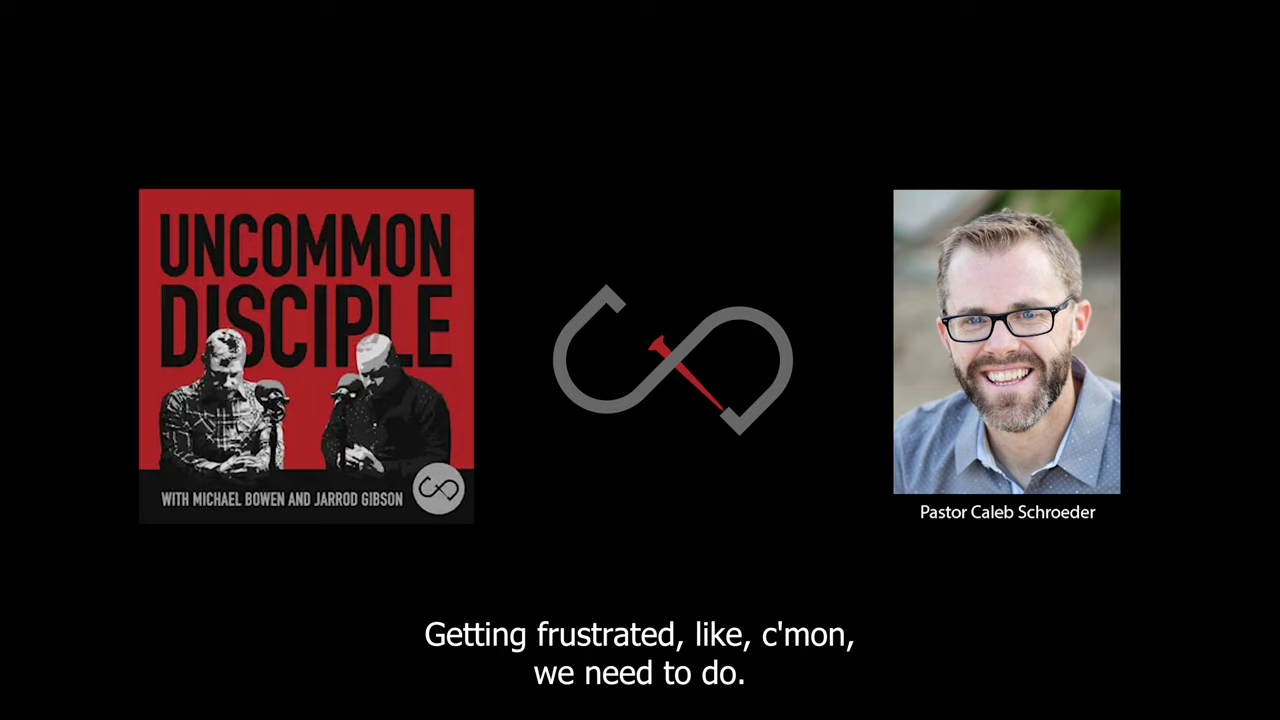 UNCOMMON
DISCIPLE
WITH MICHAEL BOWEN AND JARROD GIBSON
Pastor Caleb Schroeder
Getting frustrated, like, c'mon,
we need to do.